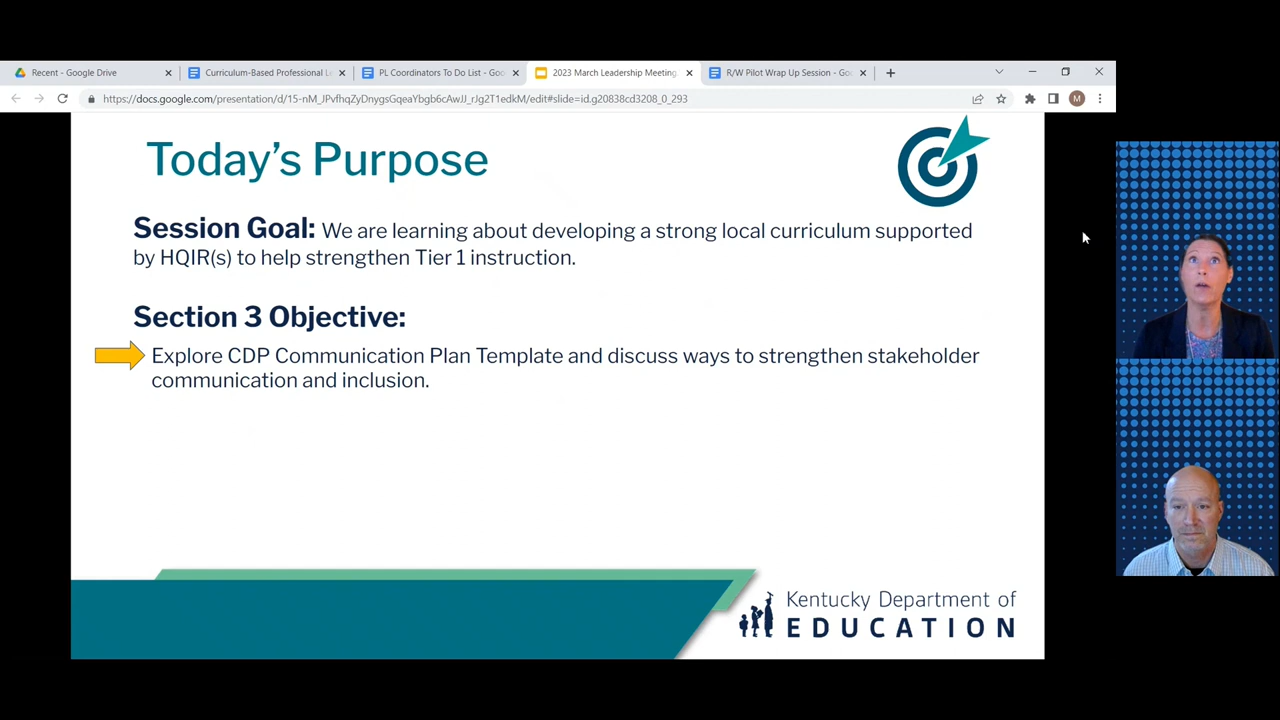 Recent - Google Drive
Curriculum-Based Professional Le
PL Coordinators To Do List - Goo
2023 March Leadership Meeting
R/W Pilot Wrap Up Session - Goo
https://docs.google.com/presentation/d/15-nM_JPvfhqZyDnygsGqeaYbgb6cAwJJ_rJg2T1edkM/edit#slide=id.g20838cd3208_0_293
M
Today's Purpose
Session Goal: We are learning about developing a strong local curriculum supported
by HQIR(s) to help strengthen Tier 1 instruction.
Section 3 Objective:
Explore CDP Communication Plan Template and discuss ways to strengthen stakeholder
communication and inclusion.
Kentucky Department of
EDUCATION